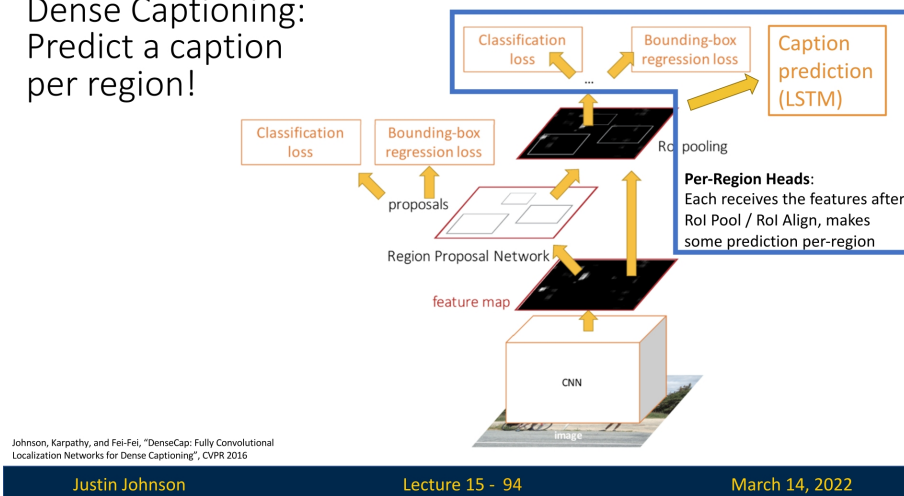 Dense Captioning:
Predict a caption
per region!
Classification
loss
Bounding-box
regression loss
Caption
prediction
(LSTM)
...
Classification
loss
Bounding-box
regression loss
RoI pooling
proposals
Per-Region Heads:
Each receives the features after
RoI Pool / RoI Align, makes
some prediction per-region
Region Proposal Network
feature map
CNN
image
Johnson, Karpathy, and Fei-Fei, "DenseCap: Fully Convolutional
Localization Networks for Dense Captioning", CVPR 2016
Justin Johnson
Lecture 15 - 94
March 14, 2022